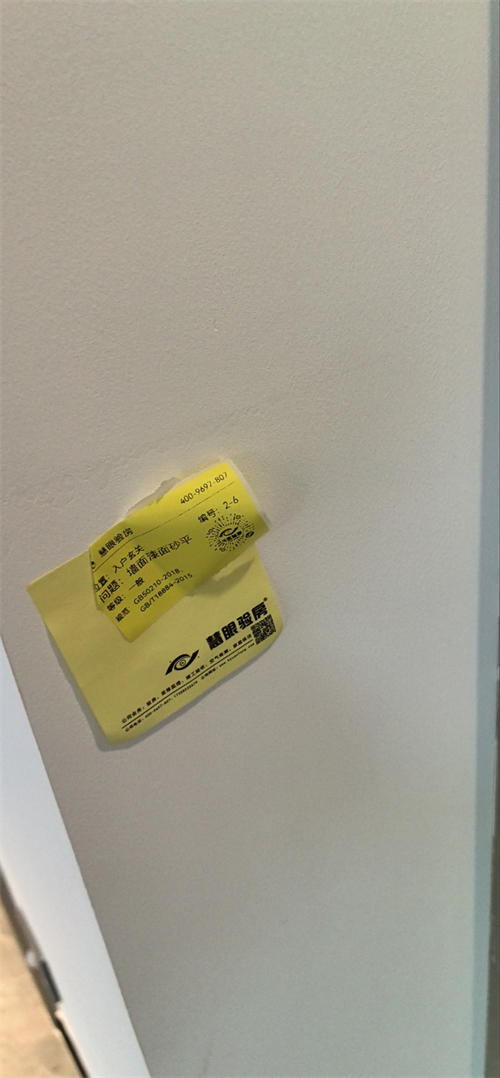 慧眼验房
400-9697-807
位置：入户玄关
编号：2-6
问题：墙面漆面砂平
等级：一般
规范：GB50210-2018
GB/T18884-2015
慧眼验房®